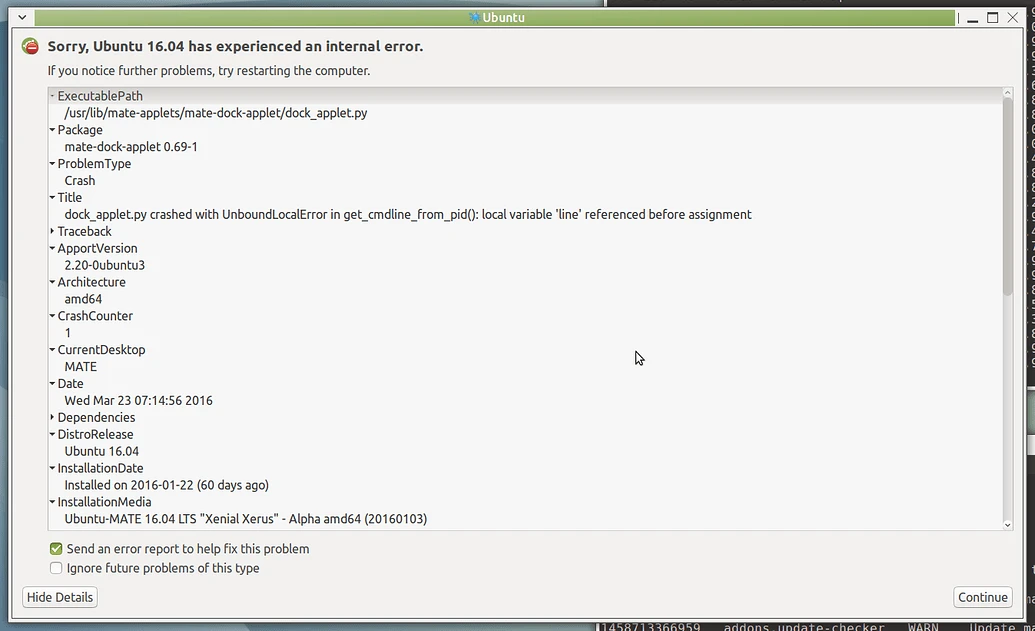 Ubuntu
Sorry, Ubuntu 16.04 has experienced an internal error.
If you notice further problems, try restarting the computer.
ExecutablePath
/usr/lib/mate-applets/mate-dock-applet/dock_applet.py
Package
mate-dock-applet 0.69-1
ProblemType
Crash
Title
dock_applet.py crashed with UnboundLocalError in get_cmdline_from_pid(): local variable 'line' referenced before assignment
Traceback
ApportVersion
2.20-0ubuntu3
Architecture
amd64
CrashCounter
1
CurrentDesktop
MATE
Date
Wed Mar 23 07:14:56 2016
Dependencies
DistroRelease
Ubuntu 16.04
InstallationDate
Installed on 2016-01-22 (60 days ago)
InstallationMedia
Ubuntu-MATE 16.04 LTS "Xenial Xerus" - Alpha amd64 (20160103)
Send an error report to help fix this problem
Ignore future problems of this type
Hide Details
Continue
1458713366959 addons.update-checker WARN Update